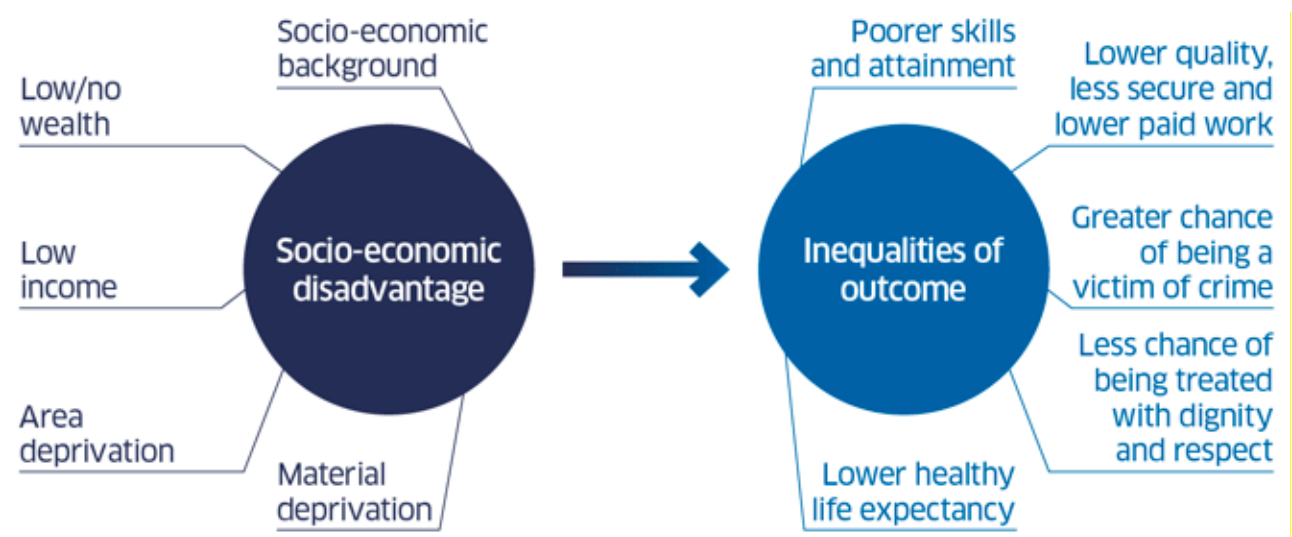 Socio-economic
background
Low/no
wealth
Low
income
Area
deprivation
Material
deprivation
Socio-economic
disadvantage
Inequalities of
outcome
Poorer skills
and attainment
Lower quality,
less secure and
lower paid work
Greater chance
of being a
victim of crime
Less chance of
being treated
with dignity
and respect
Lower healthy
life expectancy